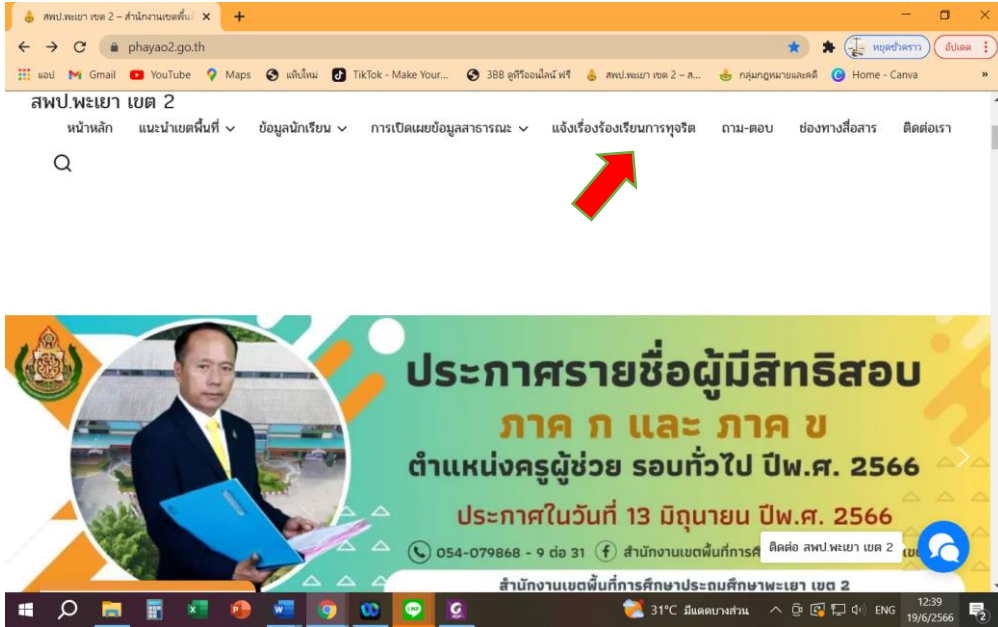 สพป.พะเยา เขต 2 – สำนักงานเขตพื้นที่
phayao2.go.th
หยุดชั่วคราว
อัปเดต
แอป
Gmail
YouTube
Maps
แท็บใหม่
TikTok - Make Your...
3BB ดูทีวีออนไลน์ ฟรี
สพป.พะเยา เขต 2 – ส...
กลุ่มกฎหมายและคดี
Home - Canva
»
สพป.พะเยา เขต 2
หน้าหลัก
แนะนำเขตพื้นที่
ข้อมูลนักเรียน
การเปิดเผยข้อมูลสาธารณะ
แจ้งเรื่องร้องเรียนการทุจริต
ถาม-ตอบ
ช่องทางสื่อสาร
ติดต่อเรา
ประกาศรายชื่อผู้มีสิทธิสอบ
ภาค ก และ ภาค ข
ตำแหน่งครูผู้ช่วย รอบทั่วไป ปีพ.ศ. 2566
ประกาศในวันที่ 13 มิถุนายน ปีพ.ศ. 2566
054-079868 - 9 ต่อ 31
สำนักงานเขตพื้นที่การศึ
ติดต่อ สพป.พะเยา เขต 2
สำนักงานเขตพื้นที่การศึกษาประถมศึกษาพะเยา เขต 2
31°C มีแดดบางส่วน
ENG
12:39
19/6/2566
2